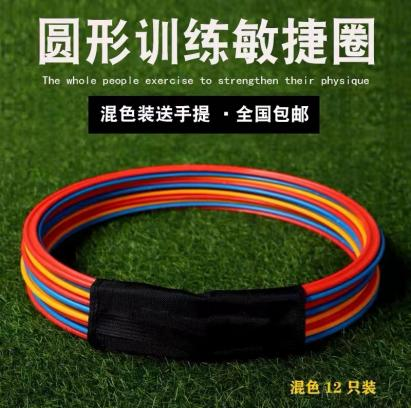 圆形训练敏捷圈
The whole people exercise to strengthen their physique
混色装送手提 · 全国包邮
混色 12 只装